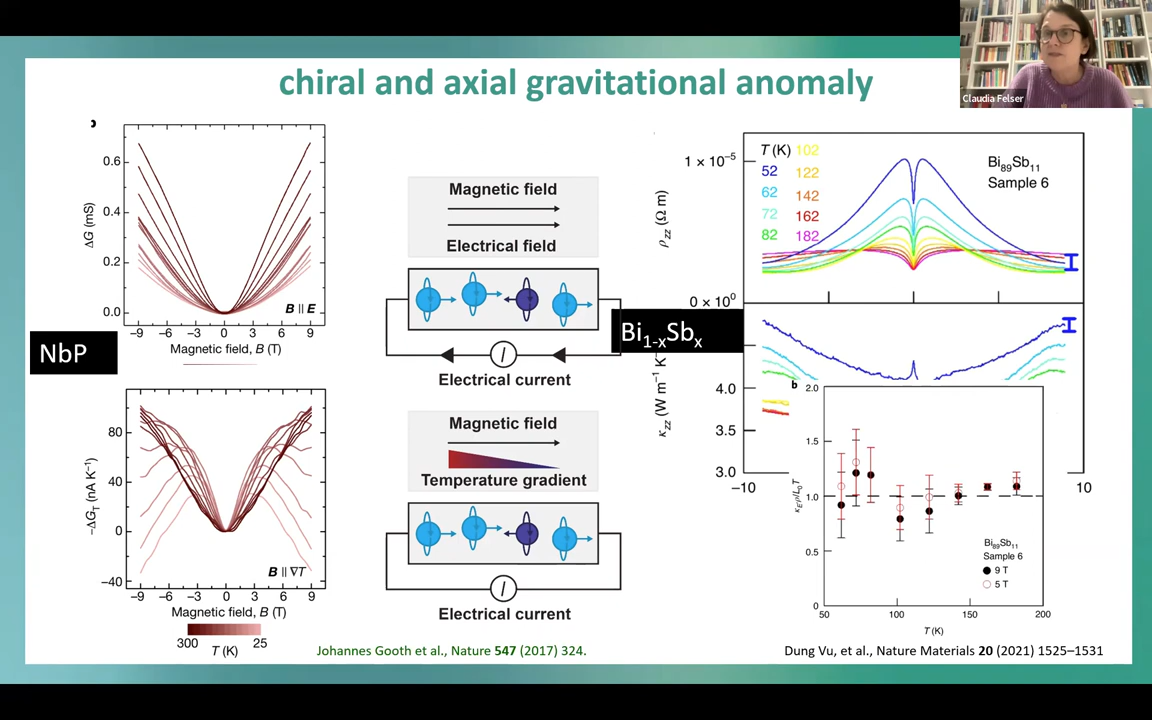 chiral and axial gravitational anomaly
Claudia Felser
ΔG (mS)
0.6
0.4
0.2
0.0
B || E
−9 −6 −3 0 3 6 9
Magnetic field, B (T)
NbP
−ΔG_T (nA K⁻¹)
80
40
0
−40
B || ∇T
−9 −6 −3 0 3 6 9
Magnetic field, B (T)
300 25
T (K)
Magnetic field
Electrical field
I
Electrical current
Magnetic field
Temperature gradient
I
Electrical current
Johannes Gooth et al., Nature 547 (2017) 324.
Bi₁₋ₓSbₓ
ρzz (Ω m)
1 × 10⁻⁵
0 × 10⁰
T (K) 102
52 122
62 142
72 162
82 182
Bi₈₉Sb₁₁
Sample 6
κzz (W m⁻¹ K
4.0
3.5
3.0
−10 10
b
2.0
1.5
1.0
0.5
0
50 100 150 200
T (K)
Bi₈₉Sb₁₁
Sample 6
9 T
5 T
Dung Vu, et al., Nature Materials 20 (2021) 1525–1531